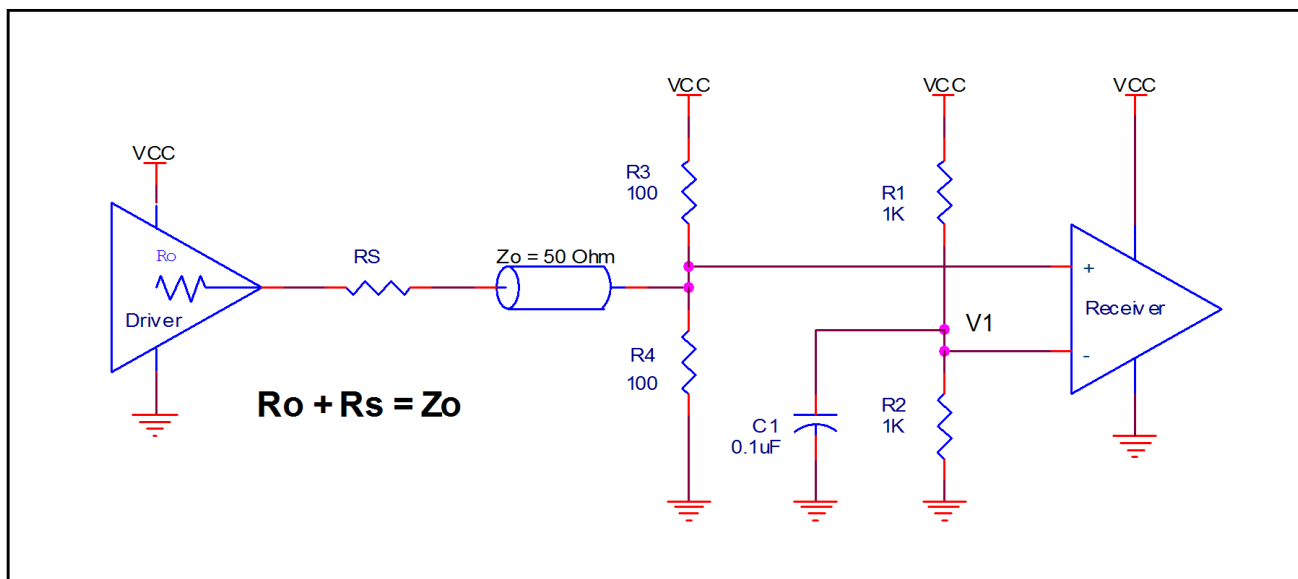 VCC
VCC
VCC
VCC
R3
100
R1
1K
Ro
RS
Zo = 50 Ohm
+
Driver
Receiver
V1
-
R4
100
Ro + Rs = Zo
R2
1K
C1
0.1uF